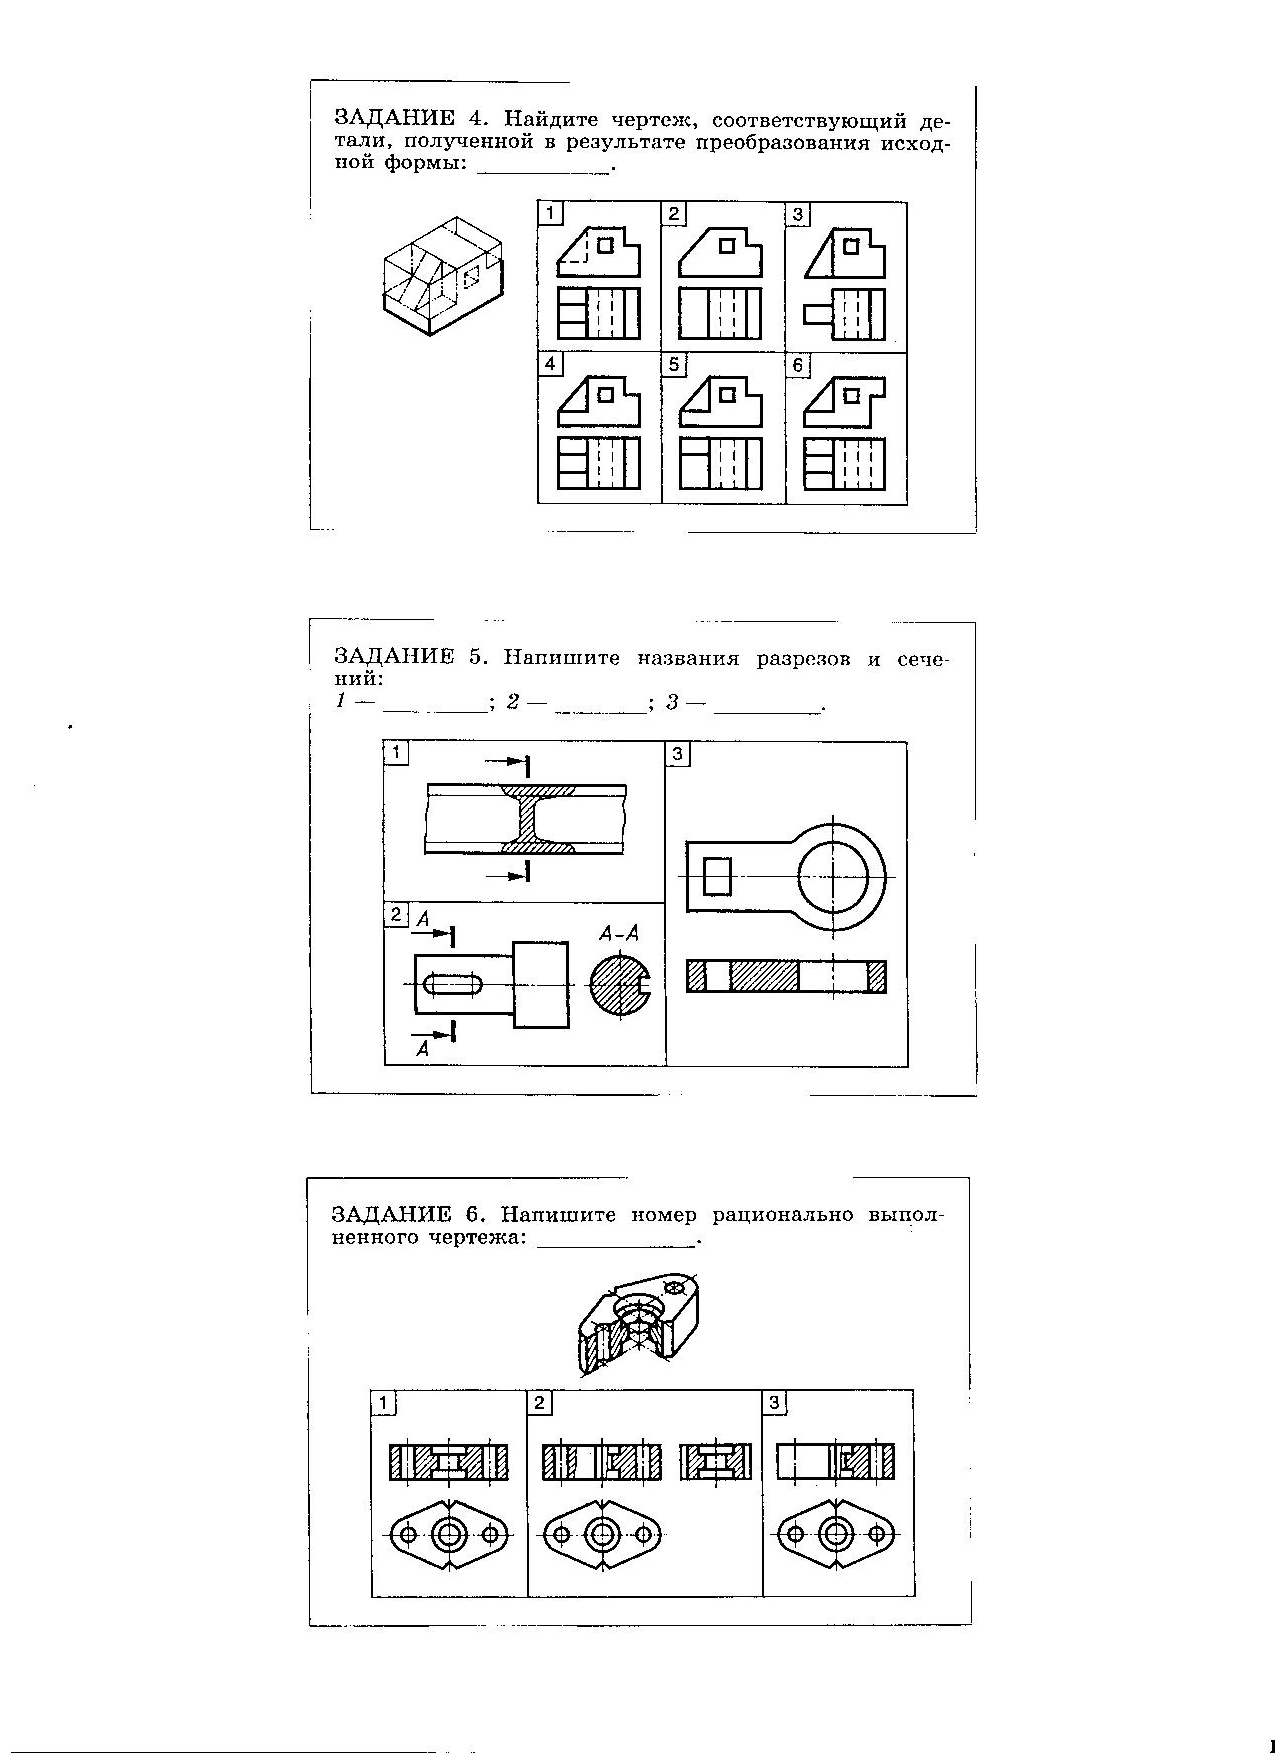 ЗАДАНИЕ 4. Найдите чертеж, соответствующий де-
тали, полученной в результате преобразования исход-
ной формы: ____________.
1 2 3
4 5 6
ЗАДАНИЕ 5. Напишите названия разрезов и сече-
ний:
1 — ________; 2 — ________; 3 — ________.
1 3
2 А А-А
А
ЗАДАНИЕ 6. Напишите номер рационально выпол-
ненного чертежа: ____________.
1 2 3